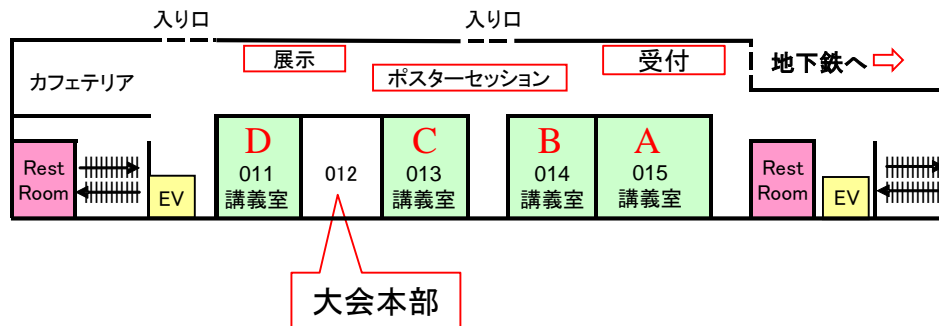 入り口
入り口
展示
受付
ポスターセッション
地下鉄へ
カフェテリア
D
C
B
A
Rest
Room
EV
011
講義室
012
013
講義室
014
講義室
015
講義室
Rest
Room
EV
大会本部